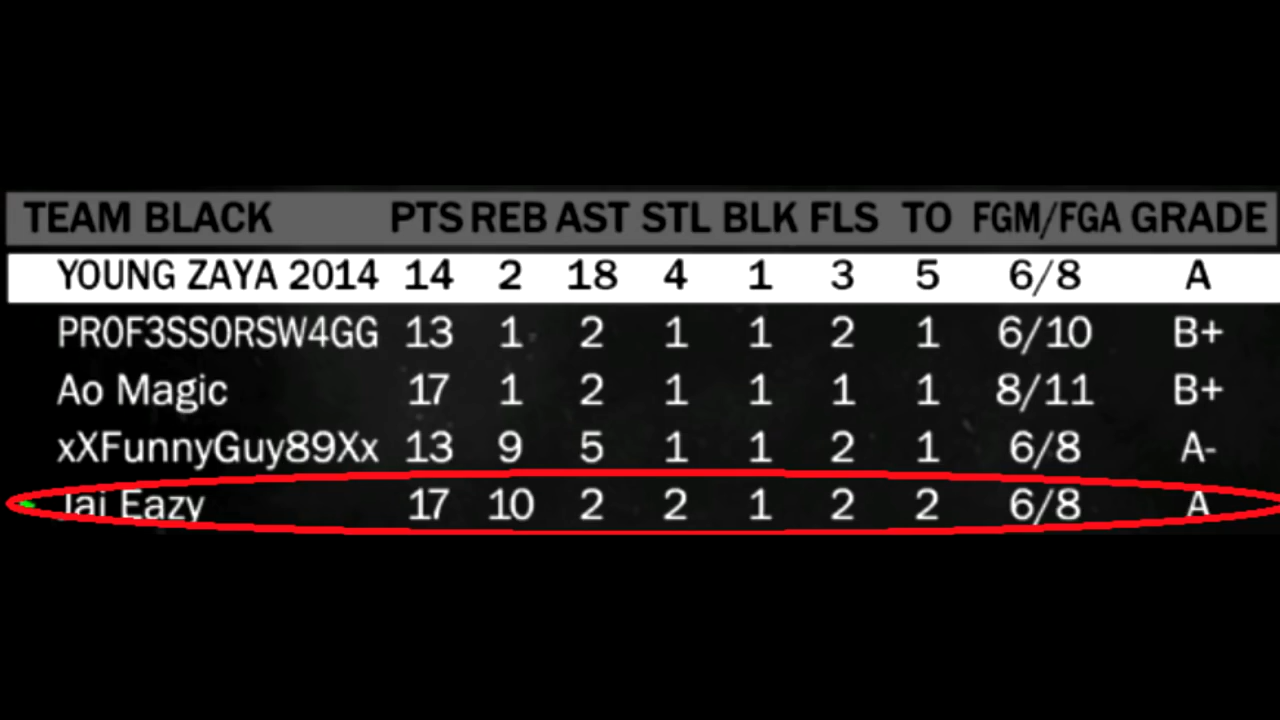 TEAM BLACK PTS REB AST STL BLK FLS TO FGM/FGA GRADE
YOUNG ZAYA 2014 14 2 18 4 1 3 5 6/8 A
PR0F3SS0RSW4GG 13 1 2 1 1 2 1 6/10 B+
Ao Magic 17 1 2 1 1 1 1 8/11 B+
xXFunnyGuy89Xx 13 9 5 1 1 2 1 6/8 A-
Jai Eazy 17 10 2 2 1 2 2 6/8 A